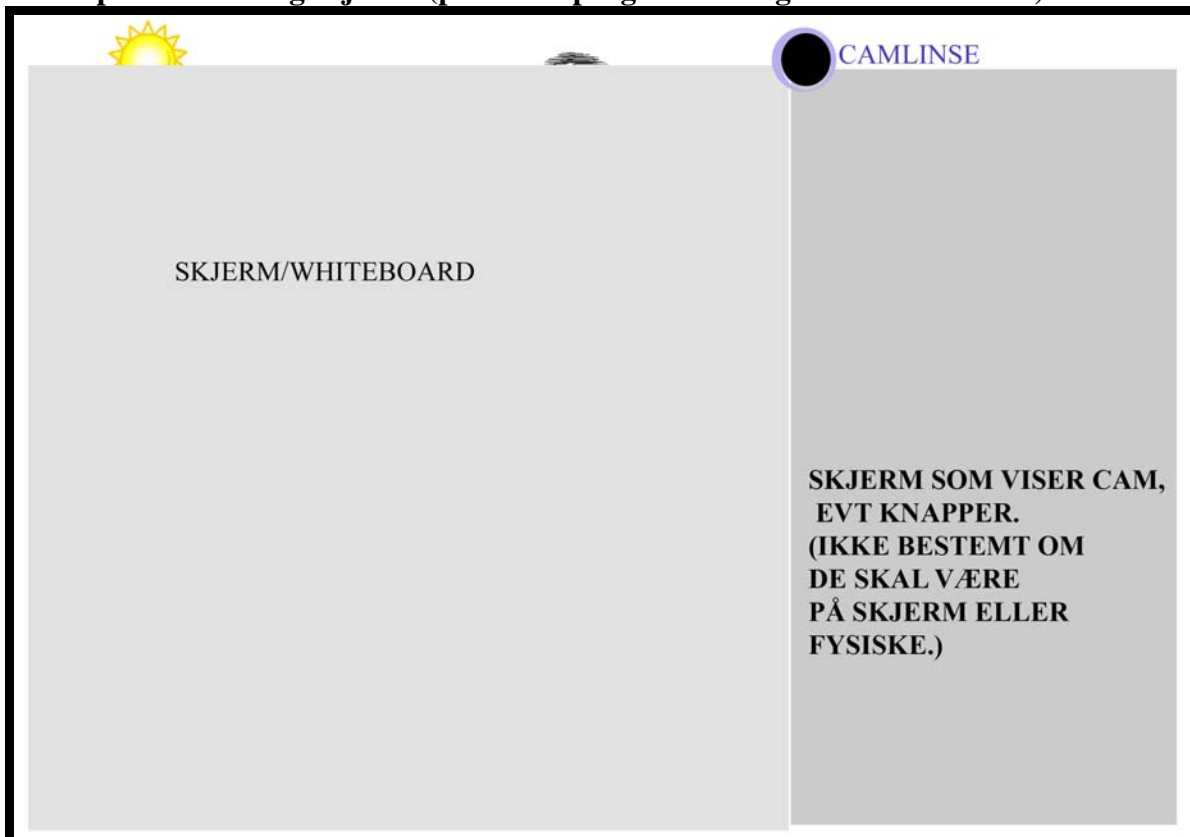 CAMLINSE
SKJERM/WHITEBOARD
SKJERM SOM VISER CAM,
EVT KNAPPER.
(IKKE BESTEMT OM
DE SKAL VÆRE
PÅ SKJERM ELLER
FYSISKE.)